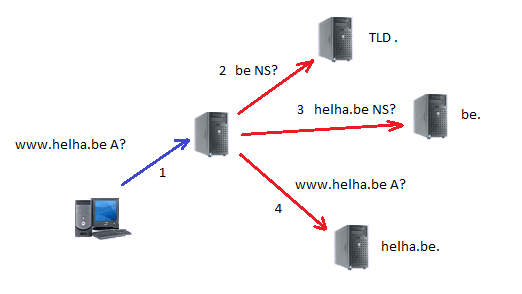 TLD .
2 be NS?
3 helha.be NS?
be.
www.helha.be A?
1
www.helha.be A?
4
helha.be.